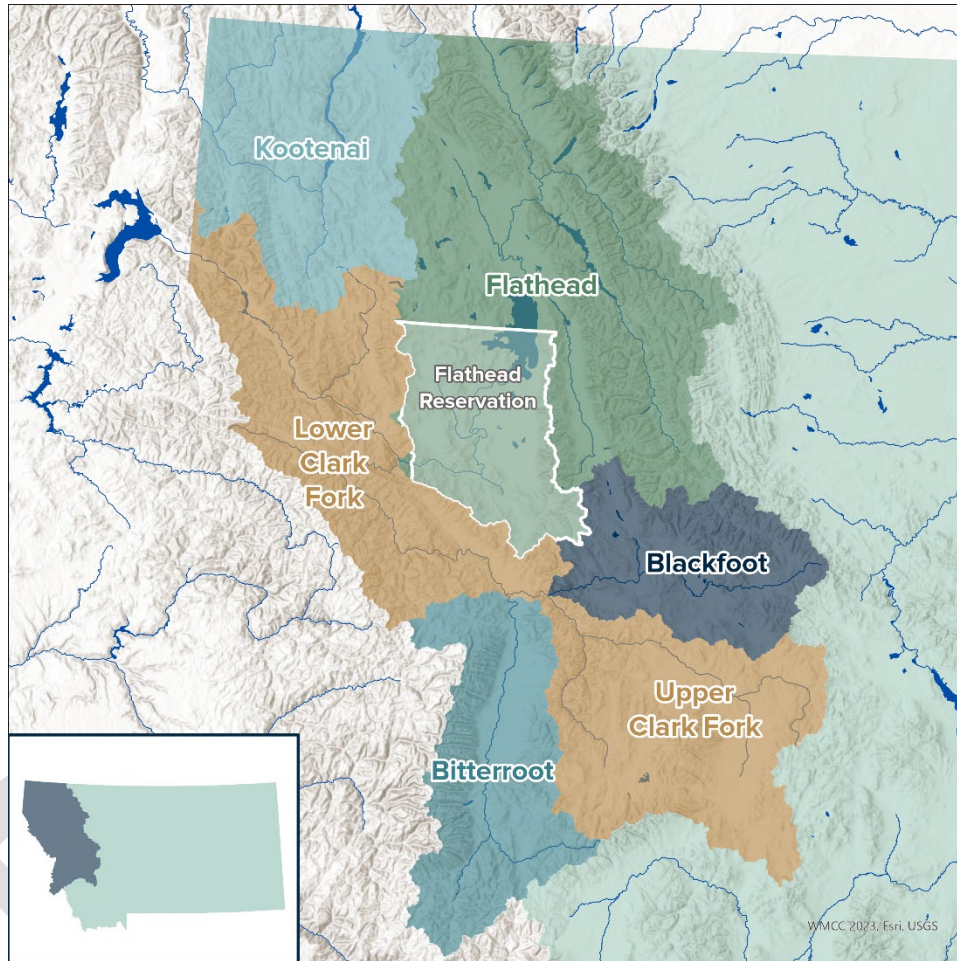 Kootenai
Flathead
Flathead
Reservation
Lower
Clark
Fork
Blackfoot
Upper
Clark Fork
Bitterroot
WMCC 2023, Esri, USGS